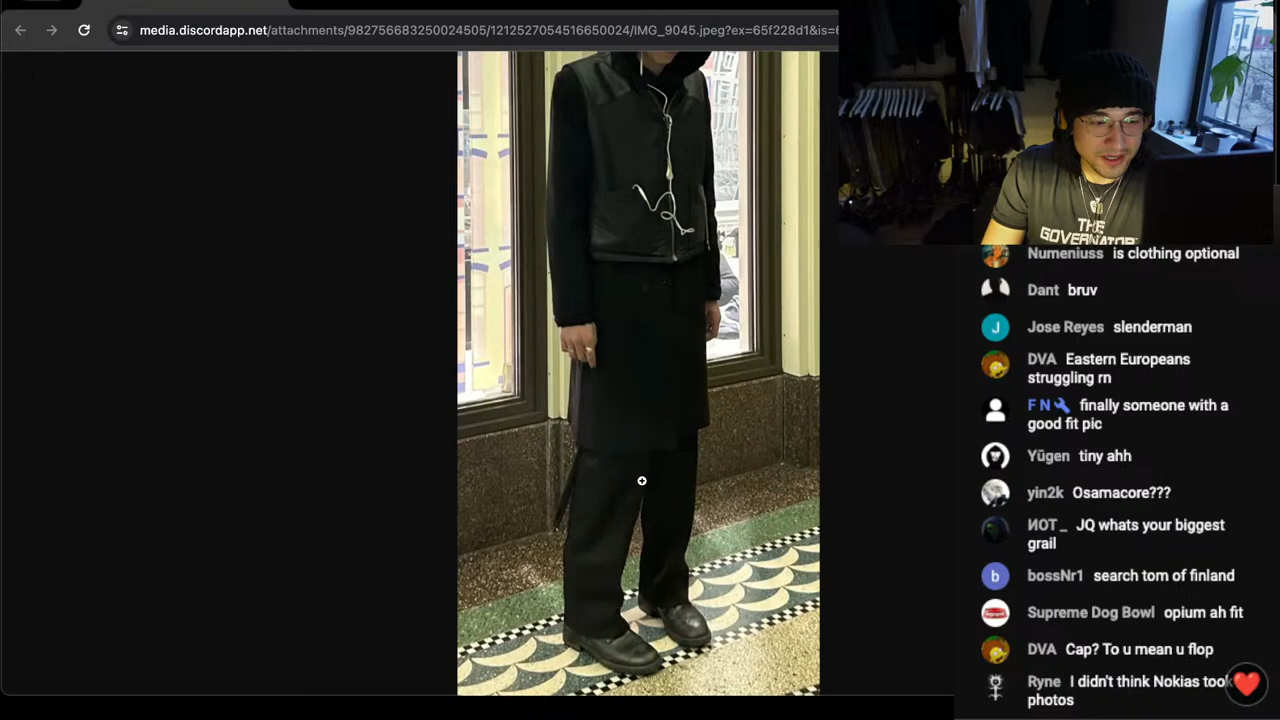 media.discordapp.net/attachments/982756683250024505/1212527054516650024/IMG_9045.jpeg?ex=65f228d1&is=6
THE
GOVERNATOR
Numeniuss is clothing optional
Dant bruv
Jose Reyes slenderman
DVA Eastern Europeans
struggling rn
F N finally someone with a
good fit pic
Yūgen tiny ahh
yin2k Osamacore???
ИOT_ JQ whats your biggest
grail
bossNr1 search tom of finland
Supreme Dog Bowl opium ah fit
DVA Cap? To u mean u flop
Ryne I didn't think Nokias took
photos